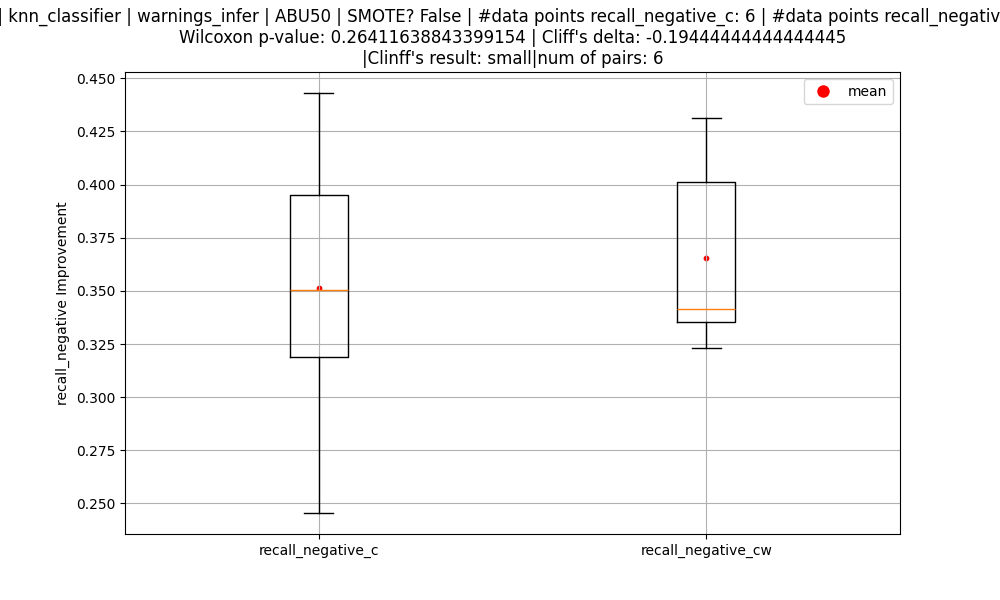 | knn_classifier | warnings_infer | ABU50 | SMOTE? False | #data points recall_negative_c: 6 | #data points
Wilcoxon p-value: 0.26411638843399154 | Cliff's delta: -0.19444444444444445
|Clinff's result: small|num of pairs: 6
mean
0.450
0.425
0.400
0.375
0.350
0.325
0.300
0.275
0.250
recall_negative Improvement
recall_negative_c
recall_negative_cw